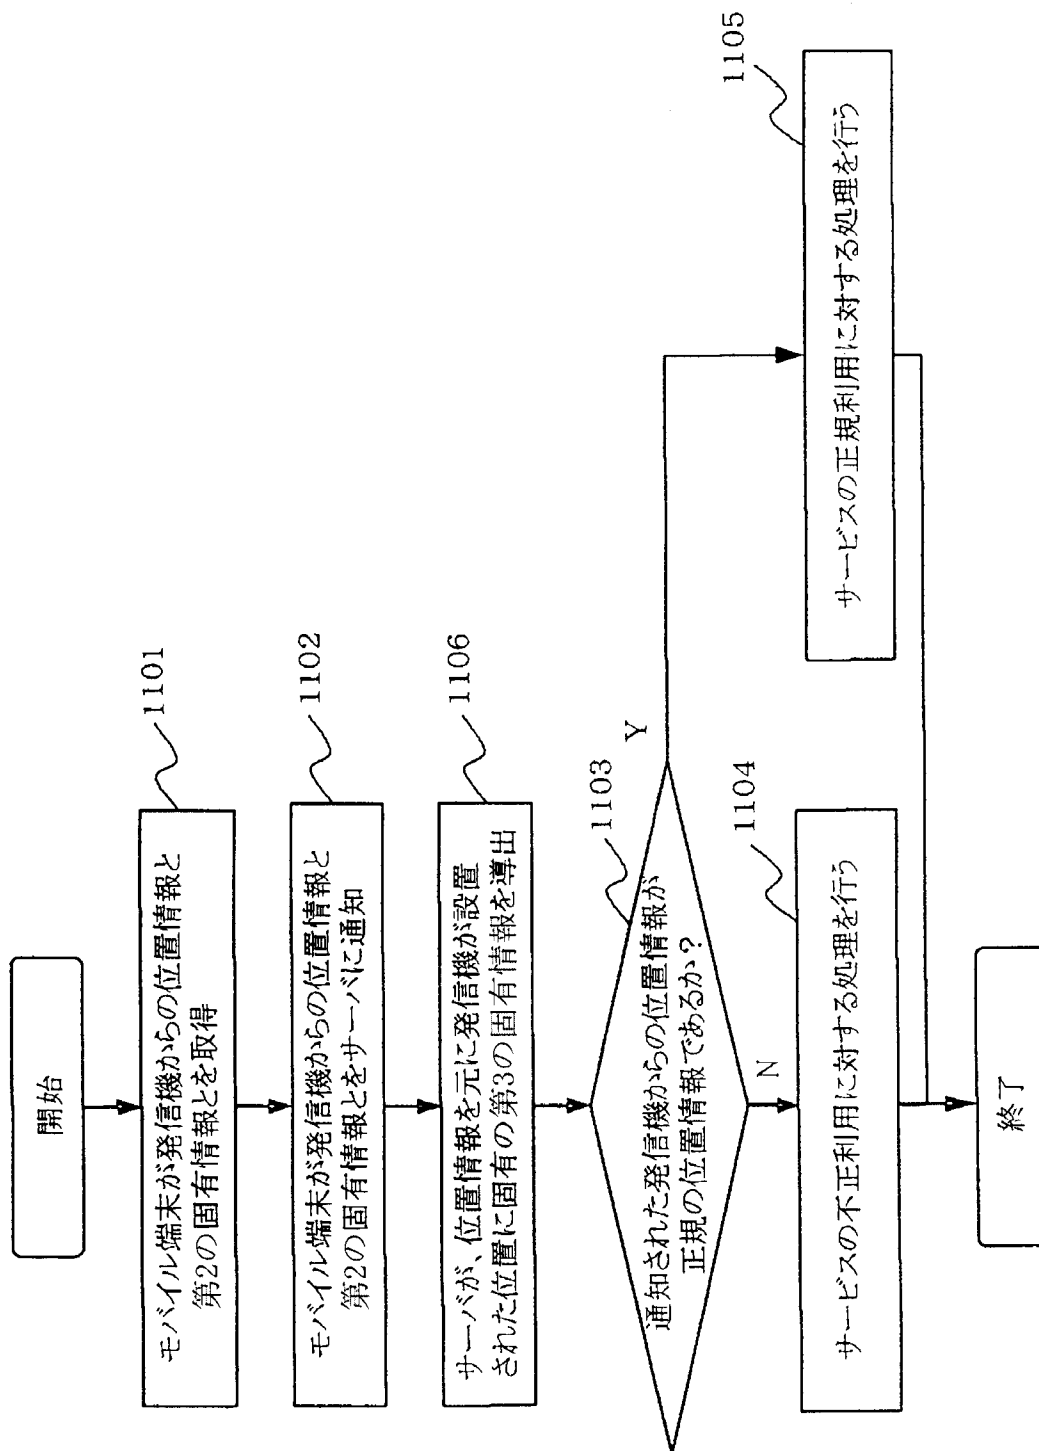 開始
モバイル端末が発信機からの位置情報と
第2の固有情報とを取得
1101
モバイル端末が発信機からの位置情報と
第2の固有情報とをサーバに通知
1102
サーバが、位置情報を元に発信機が設置
された位置に固有の第3の固有情報を導出
1106
通知された発信機からの位置情報が
正規の位置情報であるか?
1103
Y
N
サービスの不正利用に対する処理を行う
1104
サービスの正規利用に対する処理を行う
1105
終了